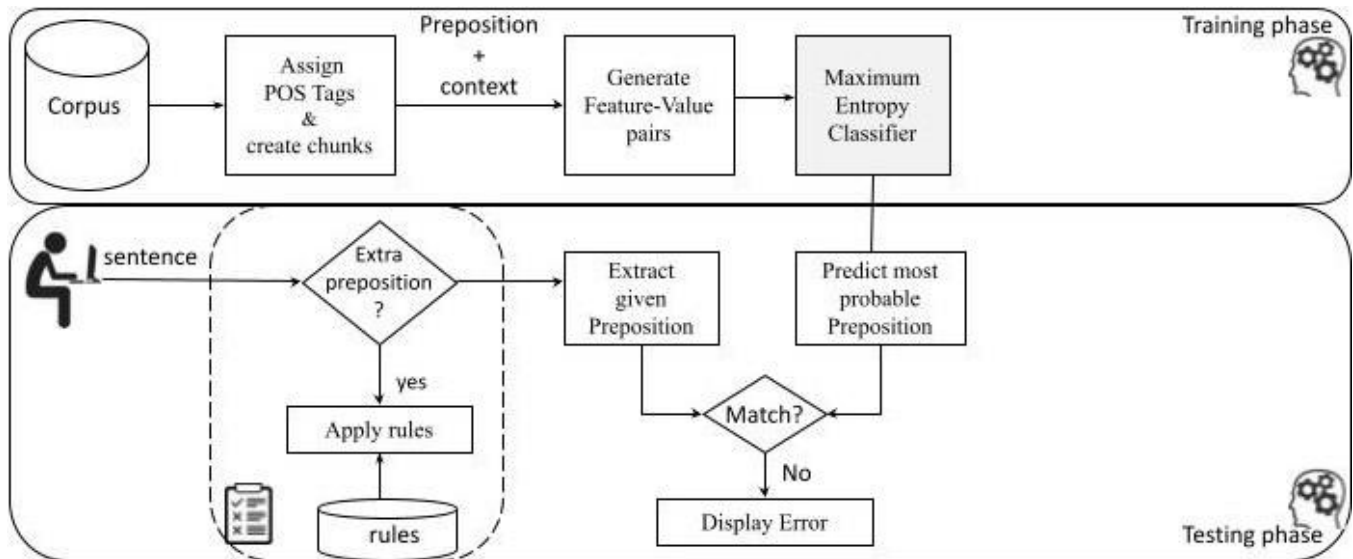 Training phase
Corpus
Assign
POS Tags
&
create chunks
Preposition
+
context
Generate
Feature-Value
pairs
Maximum
Entropy
Classifier
sentence
Extra
preposition
?
yes
Apply rules
rules
Extract
given
Preposition
Predict most
probable
Preposition
Match?
No
Display Error
Testing phase